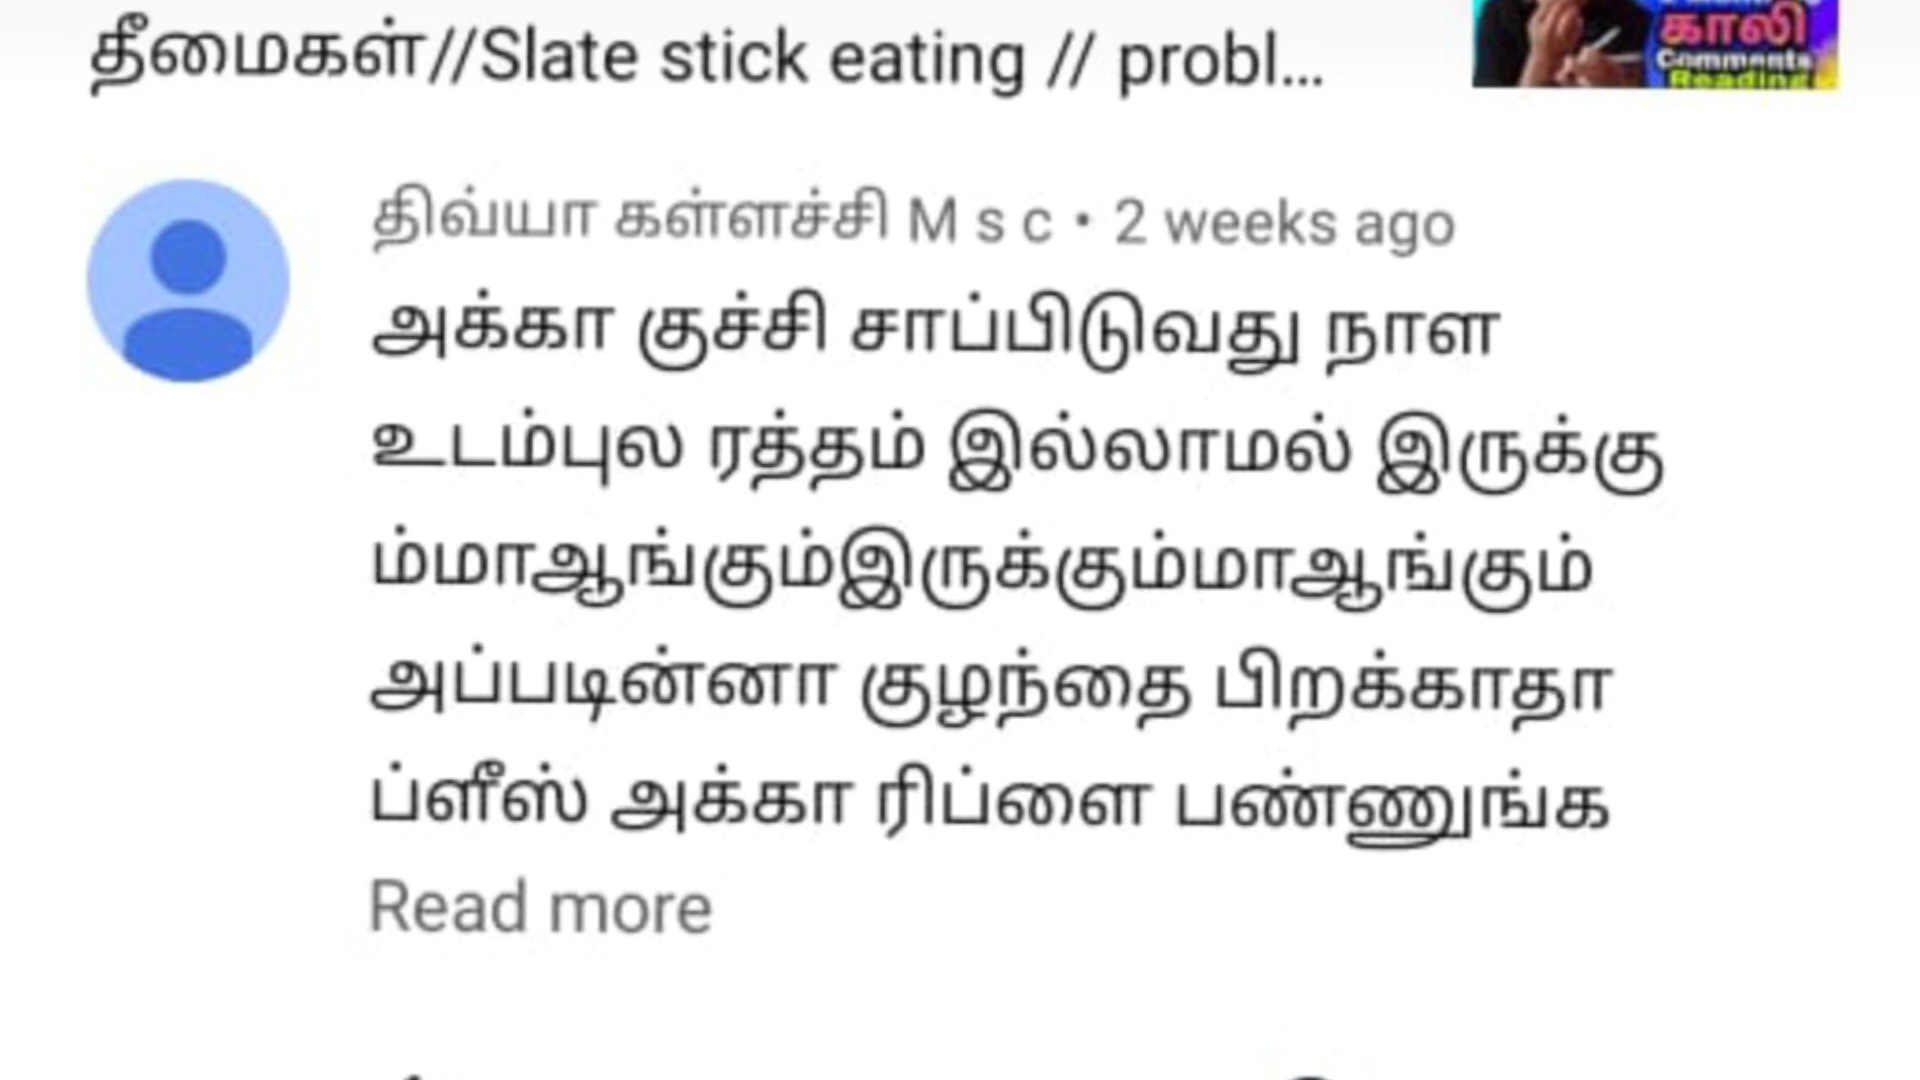 தீமைகள்//Slate stick eating // probl...
காலி
Comments
Reading
திவ்யா கள்ளச்சி M s c • 2 weeks ago
அக்கா குச்சி சாப்பிடுவது நாள
உடம்புல ரத்தம் இல்லாமல் இருக்கு
ம்மாஆங்கும்இருக்கும்மாஆங்கும்
அப்படின்னா குழந்தை பிறக்காதா
ப்ளீஸ் அக்கா ரிப்ளை பண்ணுங்க
Read more